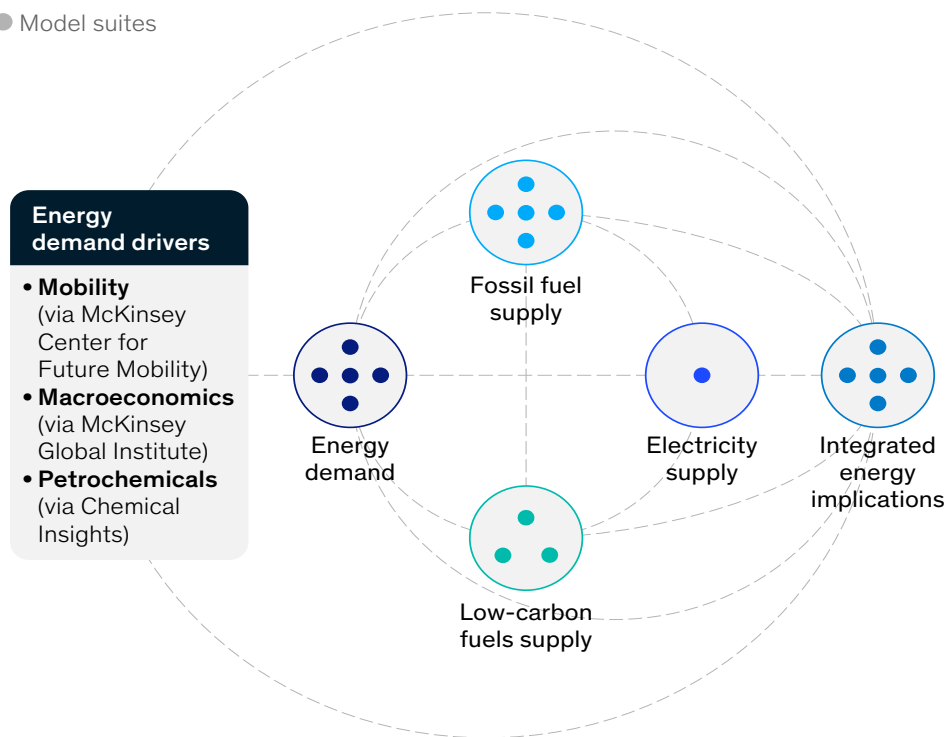 Model suites
Energy
demand drivers
• Mobility
(via McKinsey
Center for
Future Mobility)
• Macroeconomics
(via McKinsey
Global Institute)
• Petrochemicals
(via Chemical
Insights)
Fossil fuel
supply
Energy
demand
Electricity
supply
Integrated
energy
implications
Low-carbon
fuels supply